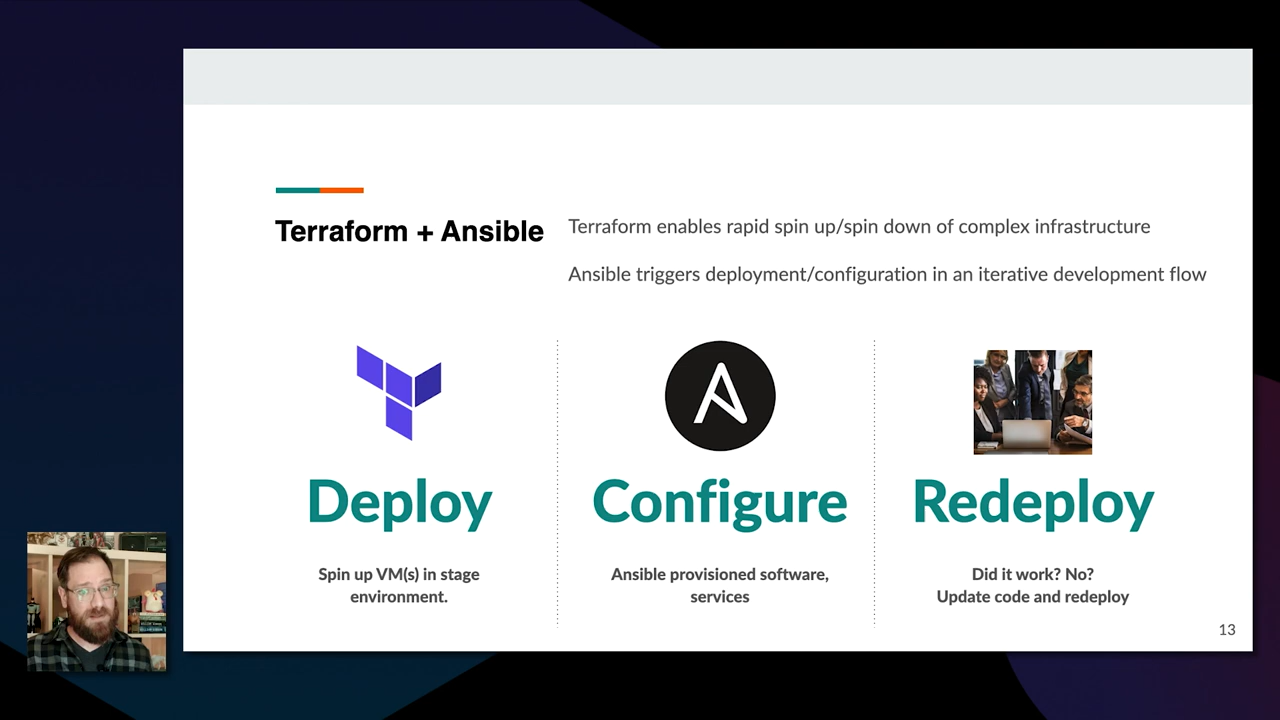 Terraform + Ansible
Terraform enables rapid spin up/spin down of complex infrastructure
Ansible triggers deployment/configuration in an iterative development flow
Deploy
Spin up VM(s) in stage
environment.
Configure
Ansible provisioned software,
services
Redeploy
Did it work? No?
Update code and redeploy
13